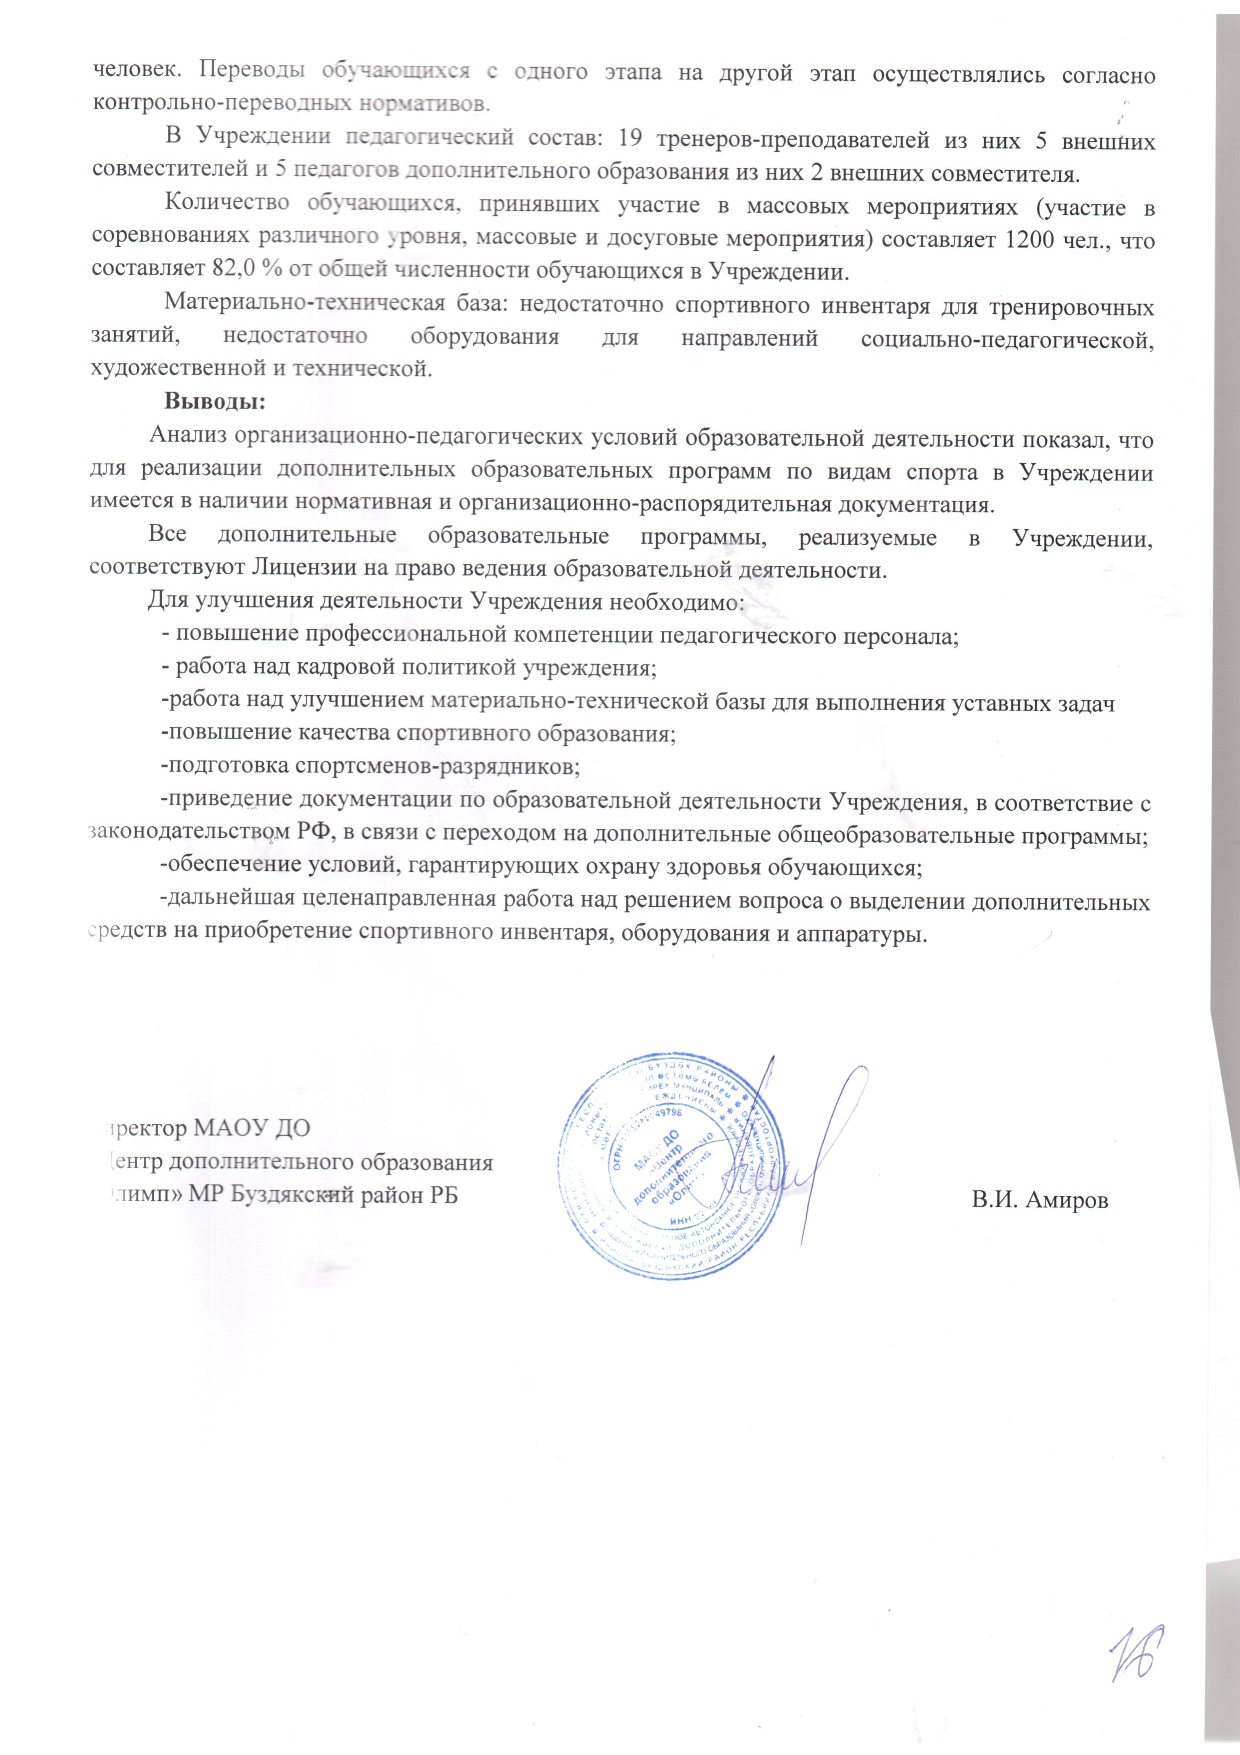 человек. Переводы обучающихся с одного этапа на другой этап осуществлялись согласно
контрольно-переводных нормативов.
В Учреждении педагогический состав: 19 тренеров-преподавателей из них 5 внешних
совместителей и 5 педагогов дополнительного образования из них 2 внешних совместителя.
Количество обучающихся, принявших участие в массовых мероприятиях (участие в
соревнованиях различного уровня, массовые и досуговые мероприятия) составляет 1200 чел., что
составляет 82,0 % от общей численности обучающихся в Учреждении.
Материально-техническая база: недостаточно спортивного инвентаря для тренировочных
занятий, недостаточно оборудования для направлений социально-педагогической,
художественной и технической.
Выводы:
Анализ организационно-педагогических условий образовательной деятельности показал, что
для реализации дополнительных образовательных программ по видам спорта в Учреждении
имеется в наличии нормативная и организационно-распорядительная документация.
Все дополнительные образовательные программы, реализуемые в Учреждении,
соответствуют Лицензии на право ведения образовательной деятельности.
Для улучшения деятельности Учреждения необходимо:
- повышение профессиональной компетенции педагогического персонала;
- работа над кадровой политикой учреждения;
-работа над улучшением материально-технической базы для выполнения уставных задач
-повышение качества спортивного образования;
-подготовка спортсменов-разрядников;
-приведение документации по образовательной деятельности Учреждения, в соответствие с
законодательством РФ, в связи с переходом на дополнительные общеобразовательные программы;
-обеспечение условий, гарантирующих охрану здоровья обучающихся;
-дальнейшая целенаправленная работа над решением вопроса о выделении дополнительных
средств на приобретение спортивного инвентаря, оборудования и аппаратуры.
иректор МАОУ ДО
Центр дополнительного образования
лимп» МР Буздякский район РБ
В.И. Амиров
ДО
«Центр
дополнительного
образования
16